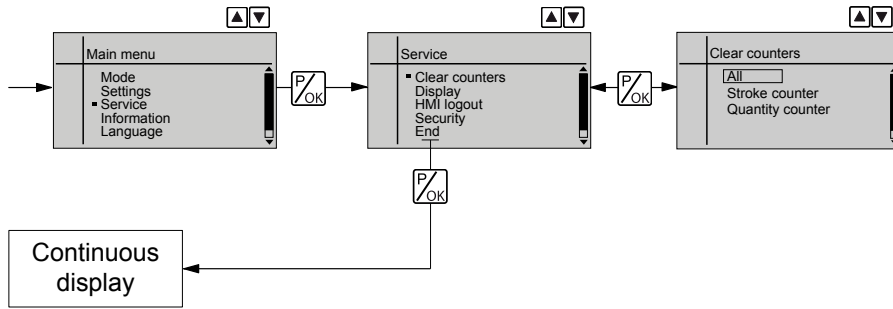 Main menu
Mode
Settings
Service
Information
Language
P/OK
Service
Clear counters
Display
HMI logout
Security
End
P/OK
Clear counters
All
Stroke counter
Quantity counter
P/OK
Continuous
display